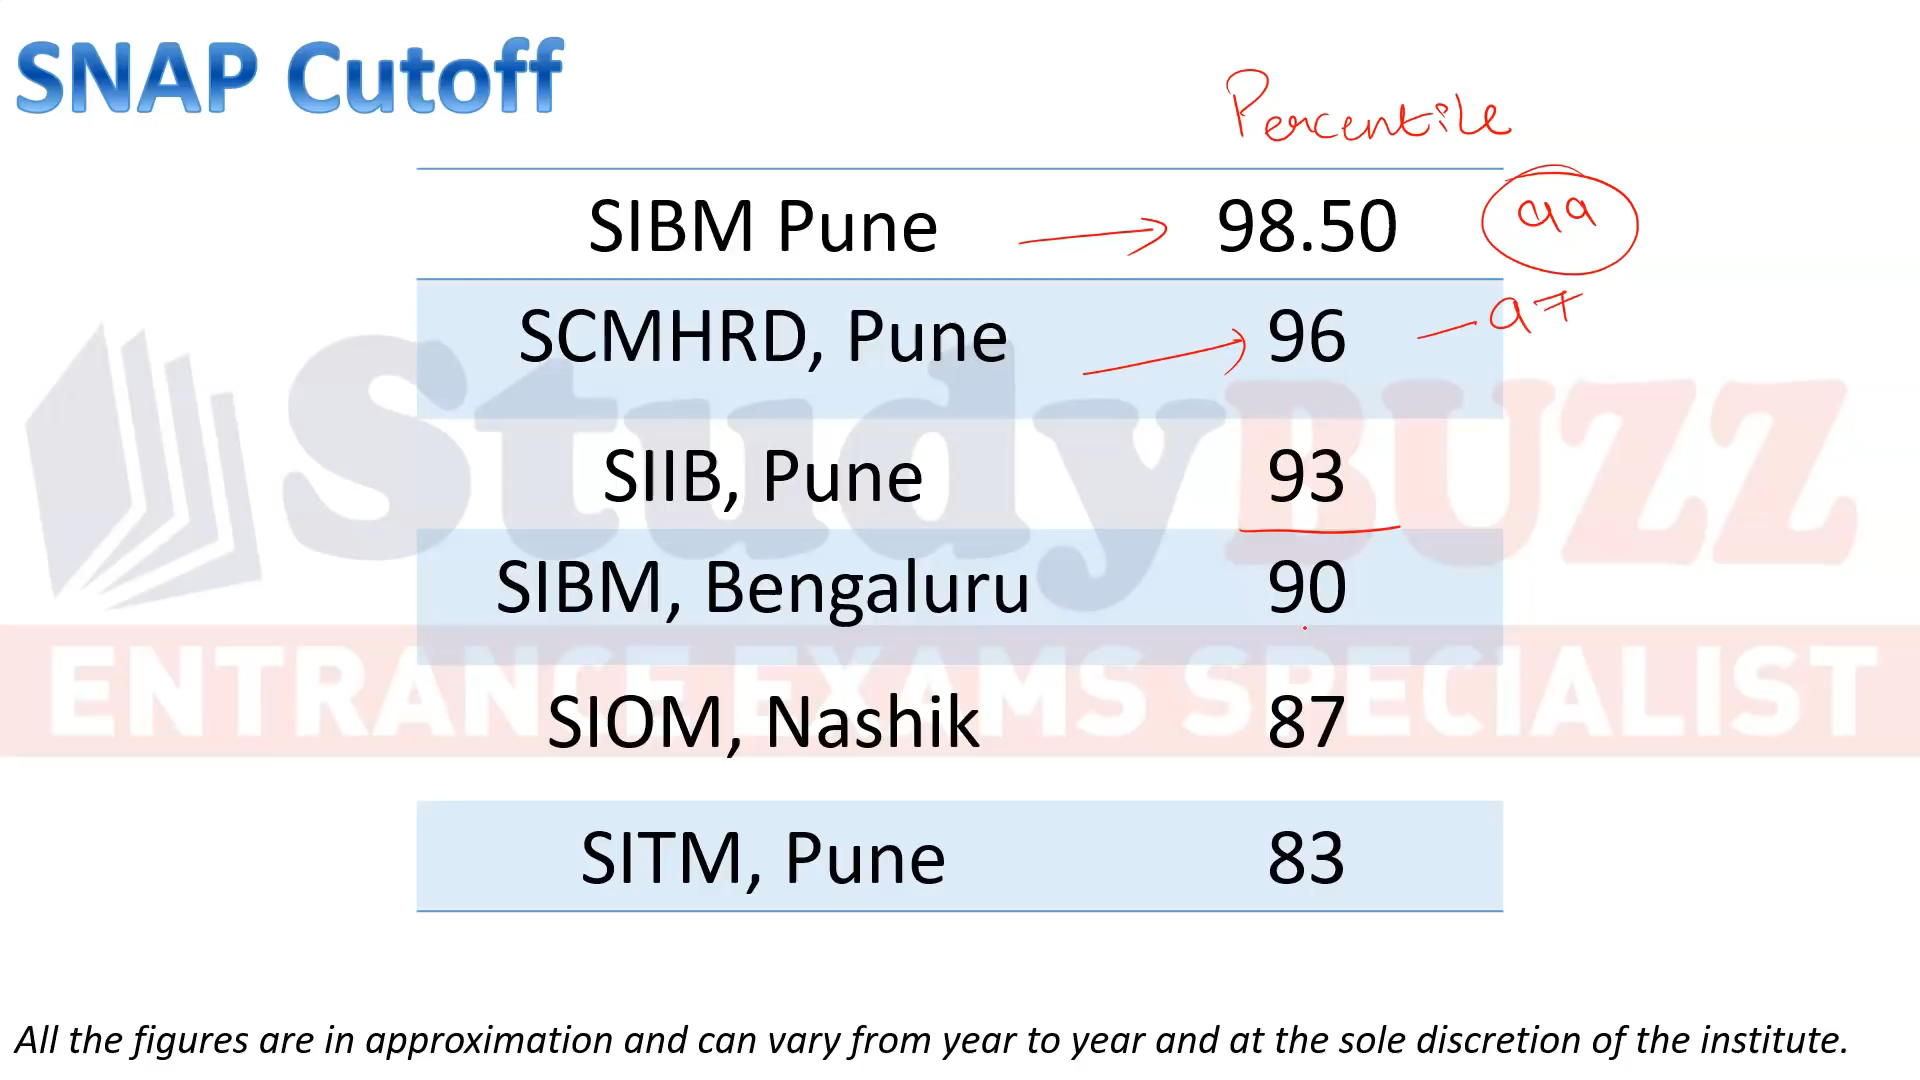 SNAP Cutoff
Percentile
SIBM Pune 98.50 99
SCMHRD, Pune 96 97
SIIB, Pune 93
SIBM, Bengaluru 90
SIOM, Nashik 87
SITM, Pune 83
StudyBUZZ
ENTRANCE EXAMS SPECIALIST
All the figures are in approximation and can vary from year to year and at the sole discretion of the institute.